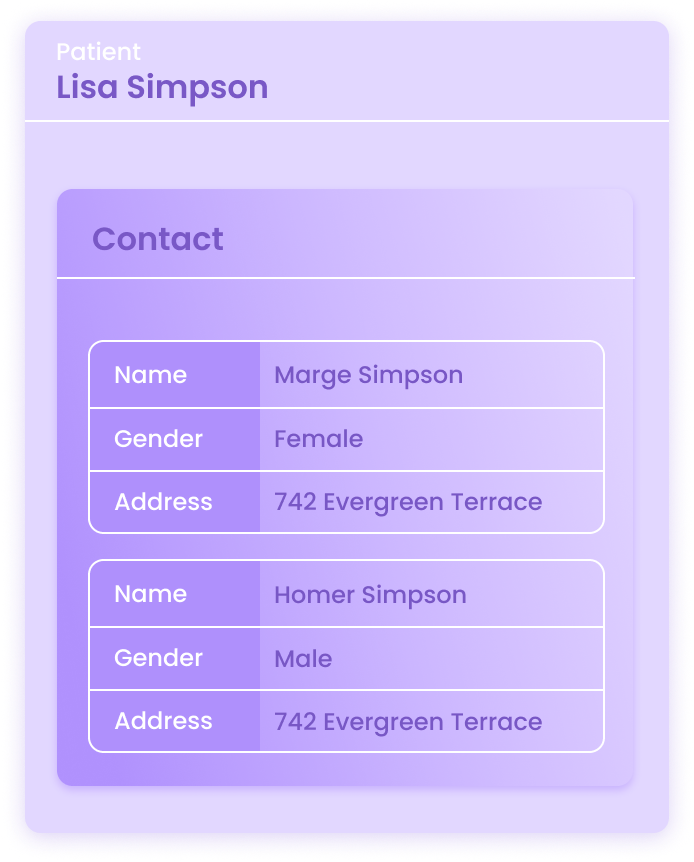 Patient
Lisa Simpson
Contact
Name Marge Simpson
Gender Female
Address 742 Evergreen Terrace
Name Homer Simpson
Gender Male
Address 742 Evergreen Terrace